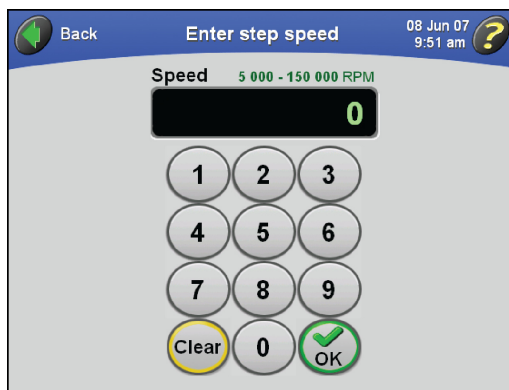 Back
Enter step speed
08 Jun 07
9:51 am
?
Speed 5 000 - 150 000 RPM
0
1 2 3
4 5 6
7 8 9
Clear 0 OK